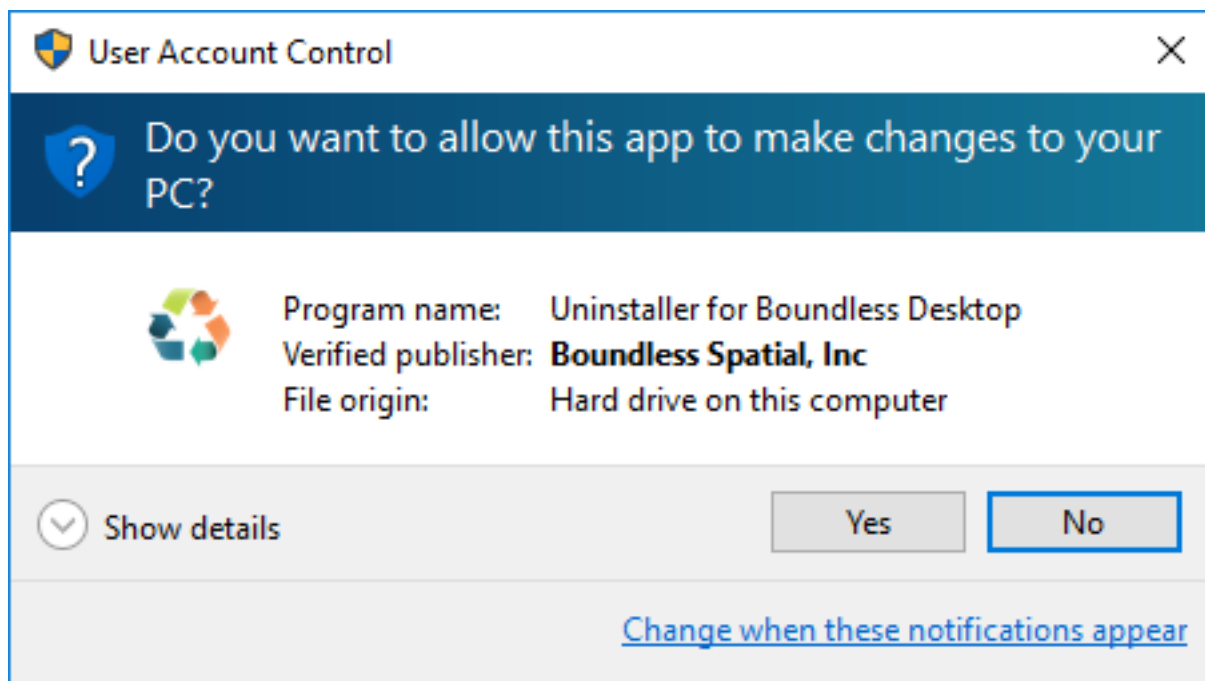 User Account Control
Do you want to allow this app to make changes to your
PC?
Program name: Uninstaller for Boundless Desktop
Verified publisher: Boundless Spatial, Inc
File origin: Hard drive on this computer
Show details
Yes
No
Change when these notifications appear